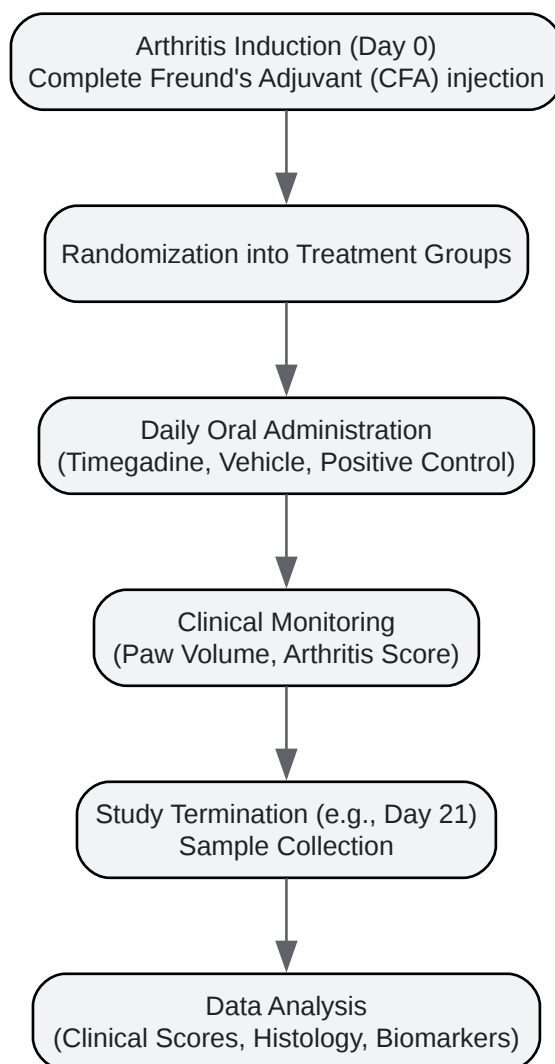 Arthritis Induction (Day 0)
Complete Freund's Adjuvant (CFA) injection
Randomization into Treatment Groups
Daily Oral Administration
(Timegadine, Vehicle, Positive Control)
Clinical Monitoring
(Paw Volume, Arthritis Score)
Study Termination (e.g., Day 21)
Sample Collection
Data Analysis
(Clinical Scores, Histology, Biomarkers)